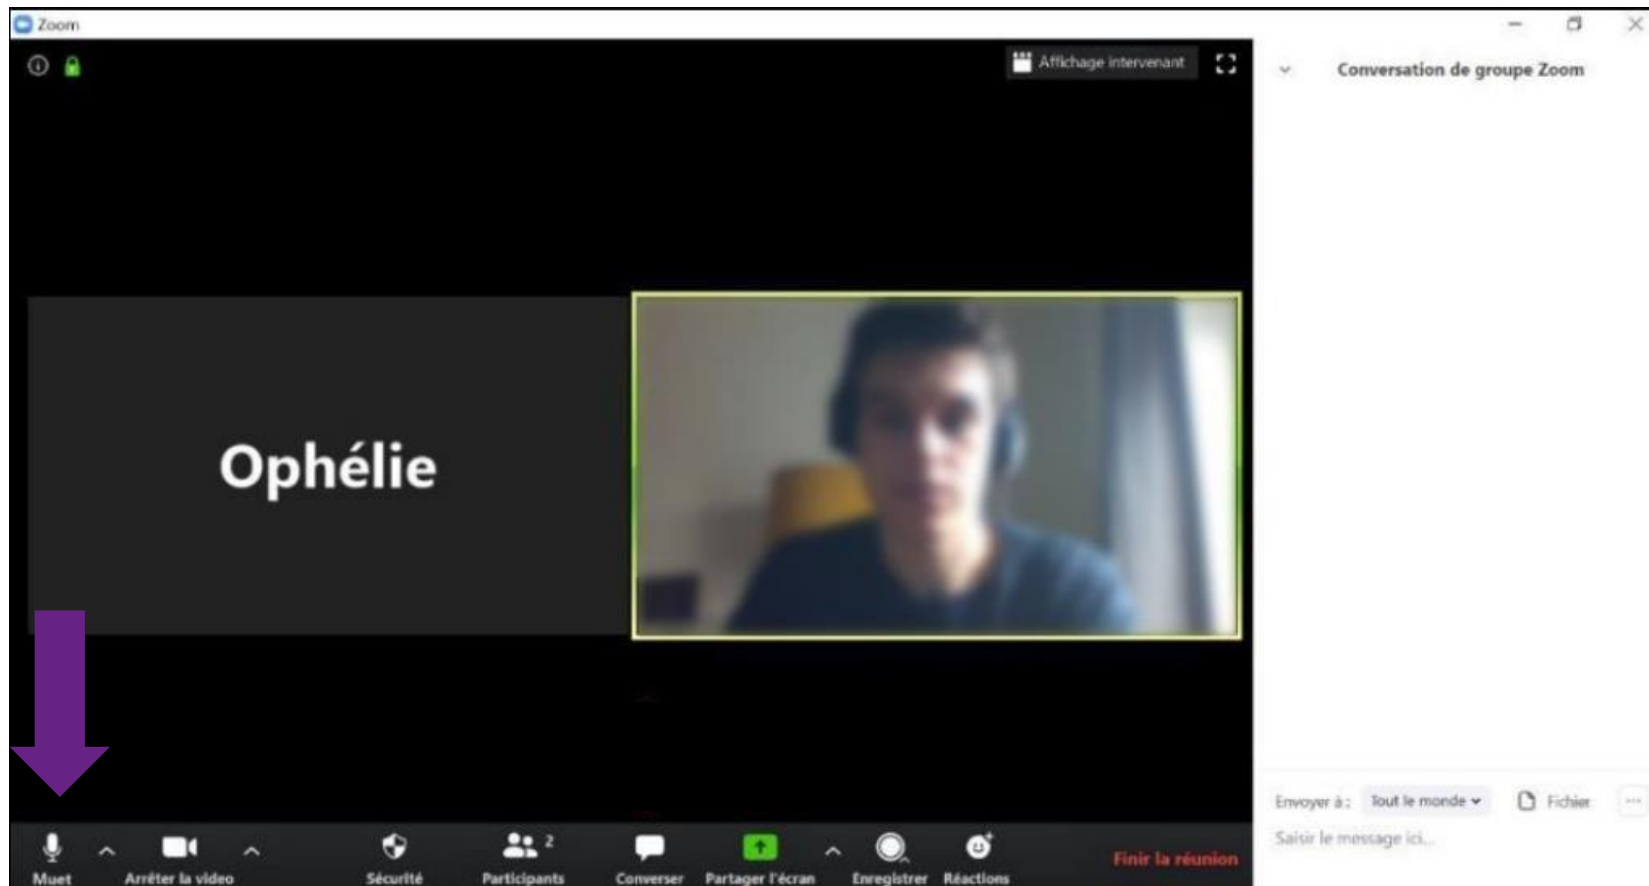 Zoom
Affichage intervenant
Conversation de groupe Zoom
Ophélie
Envoyer à : Tout le monde Fichier ...
Saisir le message ici...
2
Muet Arrêter la video Sécurité Participants Converser Partager l'écran Enregistrer Réactions Finir la réunion